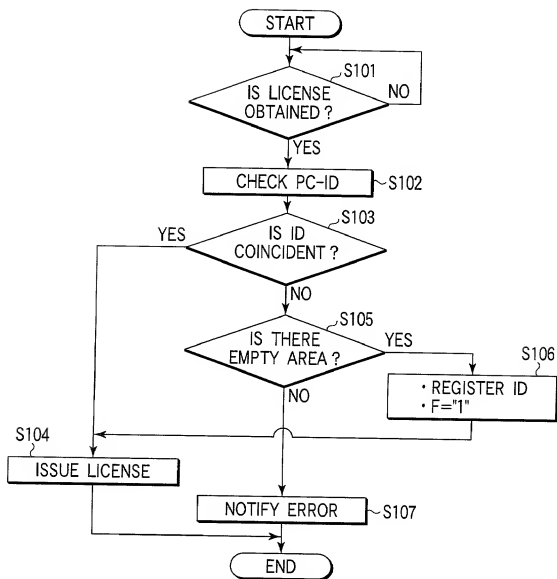 START
S101
IS LICENSE
OBTAINED?
NO
YES
CHECK PC-ID
S102
S103
YES
IS ID
COINCIDENT?
NO
S105
IS THERE
EMPTY AREA?
YES
S106
• REGISTER ID
• F="1"
NO
S104
ISSUE LICENSE
NOTIFY ERROR
S107
END